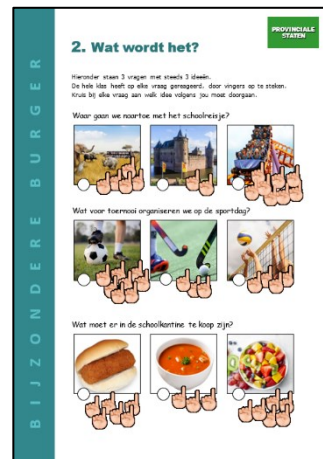 PROVINCIALE
STATEN
2. Wat wordt het?
Hieronder staan 3 vragen met steeds 3 ideeën.
De hele klas heeft op elke vraag gereageerd, door vingers op te steken.
Kruis bij elke vraag aan welk idee volgens jou moet doorgaan.
Waar gaan we naartoe met het schoolreisje?
Wat voor toernooi organiseren we op de sportdag?
Wat moet er in de schoolkantine te koop zijn?
BIJZONDERE BURGER